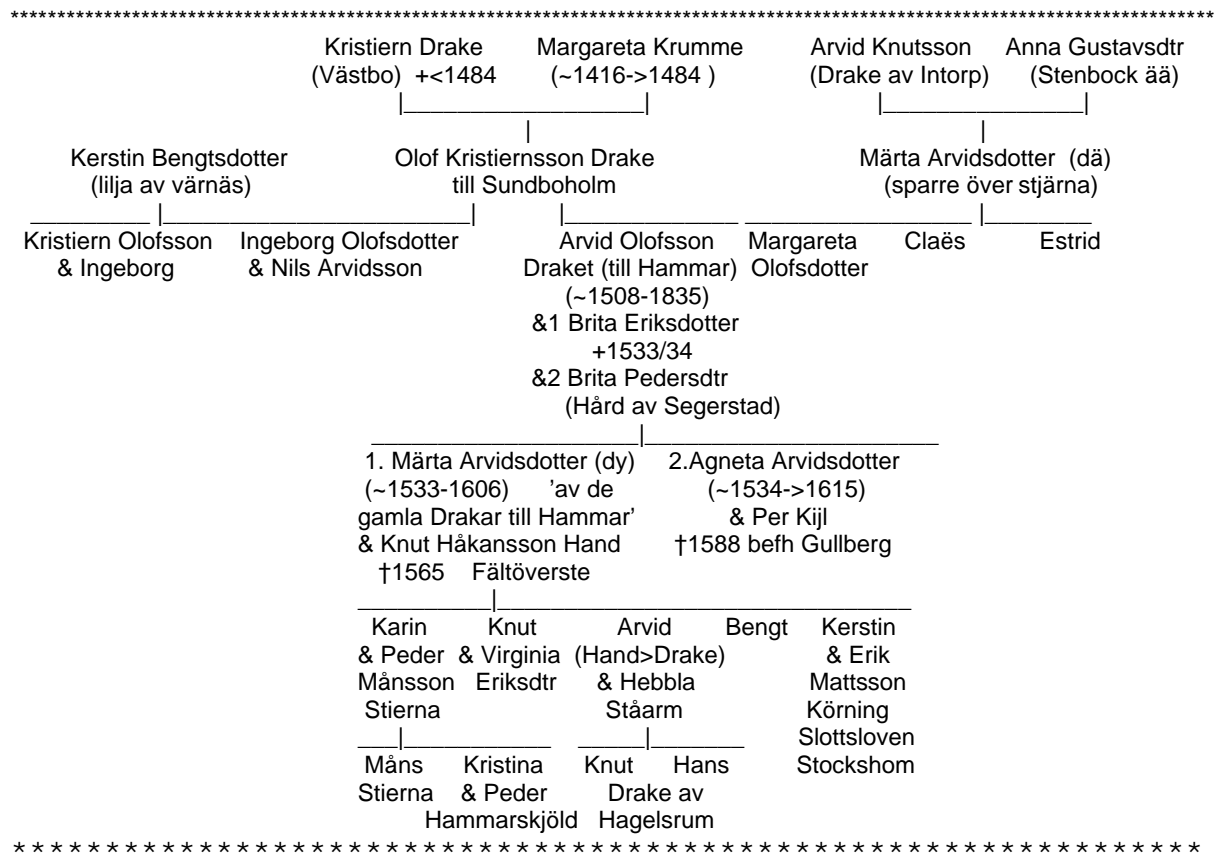 Kristiern Drake Margareta Krumme Arvid Knutsson Anna Gustavsdtr
(Västbo) +<1484 (~1416->1484 ) (Drake av Intorp) (Stenbock ää)
Kerstin Bengtsdotter Olof Kristiernsson Drake Märta Arvidsdotter (dä)
(lilja av värnäs) till Sundboholm (sparre över stjärna)
Kristiern Olofsson Ingeborg Olofsdotter Arvid Olofsson Margareta Claës Estrid
& Ingeborg & Nils Arvidsson Draket (till Hammar) Olofsdotter
(~1508-1835)
&1 Brita Eriksdotter
+1533/34
&2 Brita Pedersdtr
(Hård av Segerstad)
1. Märta Arvidsdotter (dy) 2.Agneta Arvidsdotter
(~1533-1606) ’av de (~1534->1615)
gamla Drakar till Hammar’ & Per Kijl
& Knut Håkansson Hand †1588 befh Gullberg
†1565 Fältöverste
Karin Knut Arvid Bengt Kerstin
& Peder & Virginia (Hand>Drake) & Erik
Månsson Eriksdtr & Hebbla Mattsson
Stierna Ståarm Körning
Slottsloven
Måns Kristina Knut Hans Stockshom
Stierna & Peder Drake av
Hammarskjöld Hagelsrum